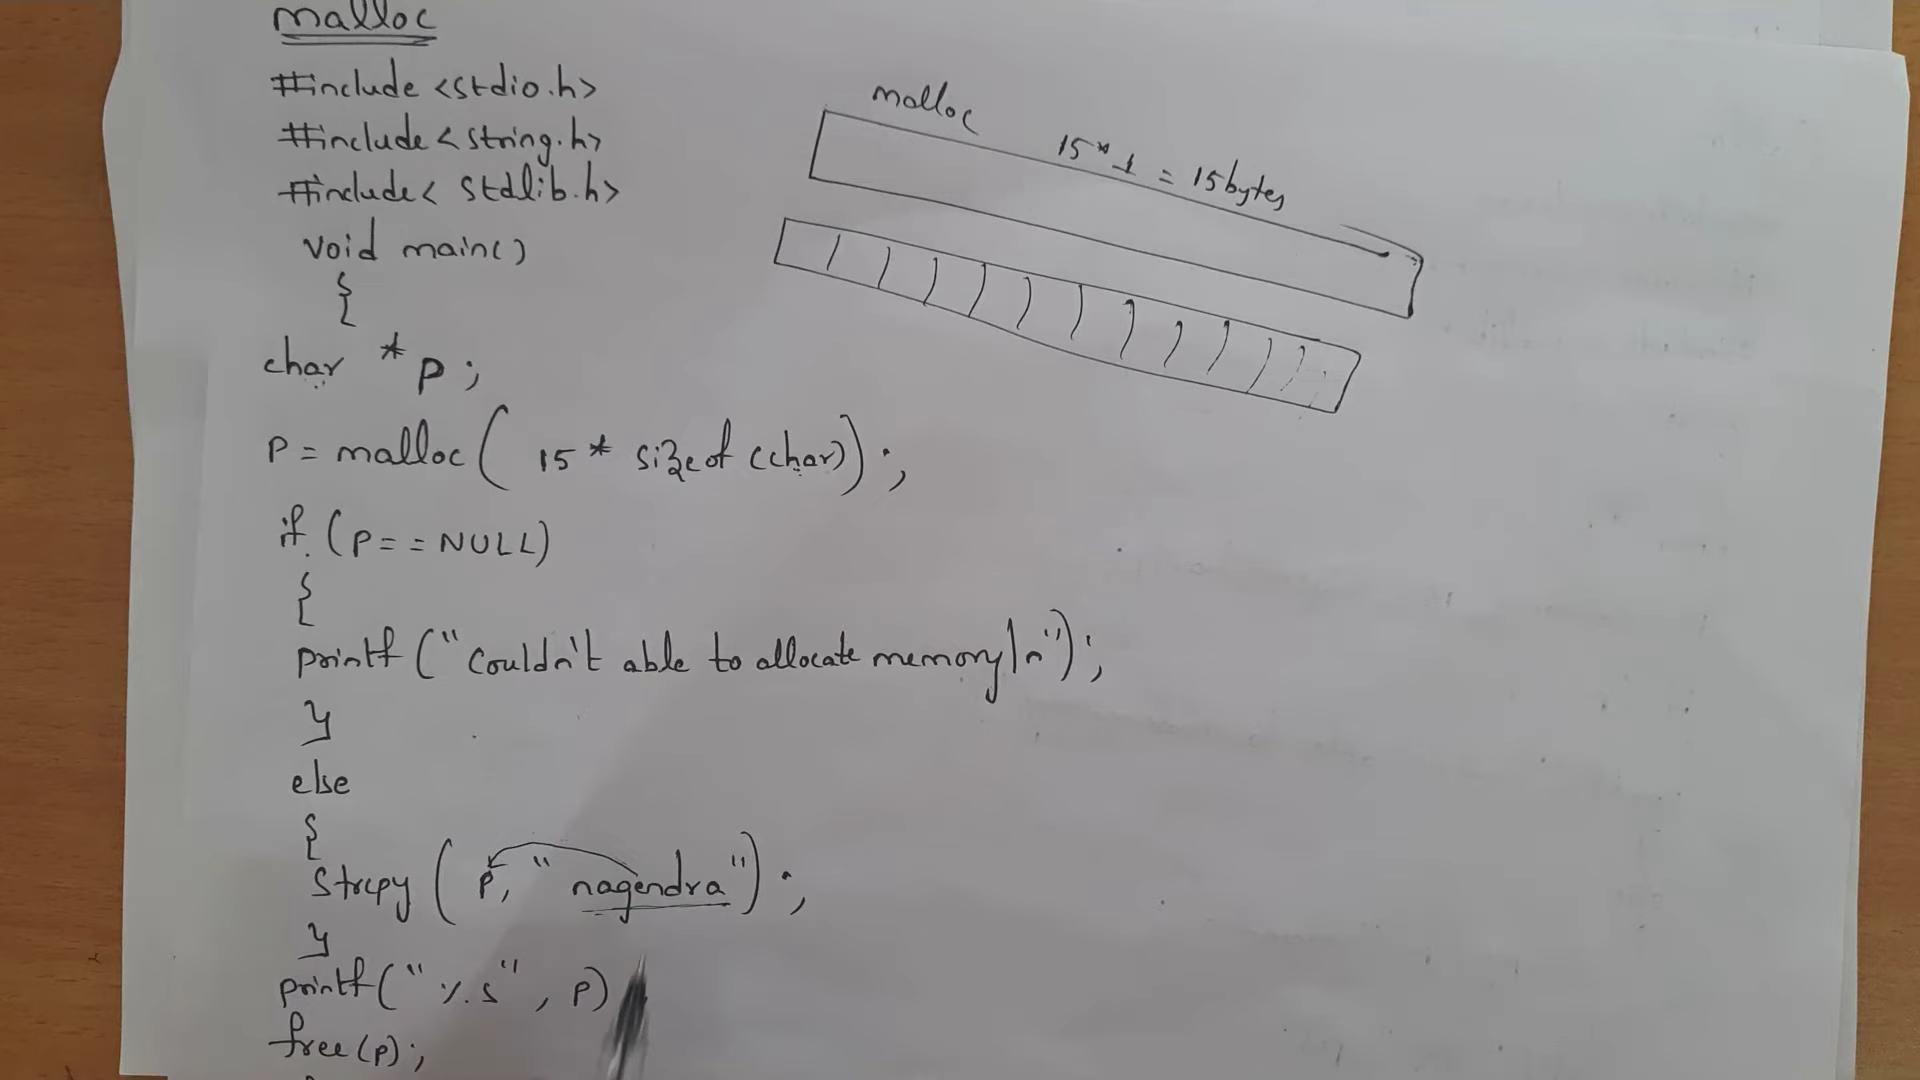 malloc
#include <stdio.h>
#include < string.h>
#include < stdlib.h>
void main()
{
char *p;
p = malloc( 15 * sizeof (char));
if (p==NULL)
{
printf ("couldn't able to allocate memory\n");
}
else
{
strcpy ( p, "nagendra");
}
printf("%s", p)
free(p);
malloc
15 * 1 = 15bytes